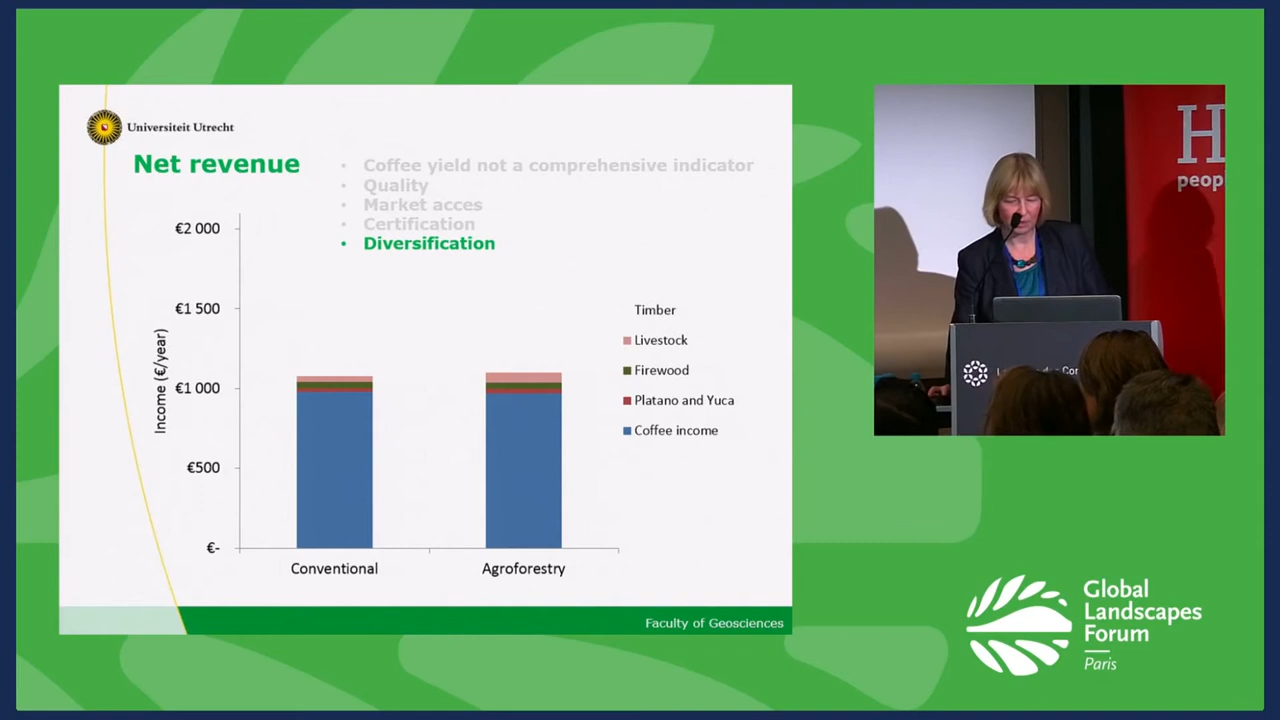 Universiteit Utrecht
Net revenue
• Coffee yield not a comprehensive indicator
• Quality
• Market acces
• Certification
• Diversification
€2 000
€1 500
€1 000
€500
€-
Income (€/year)
Conventional
Agroforestry
Timber
Livestock
Firewood
Platano and Yuca
Coffee income
Faculty of Geosciences
H
peop
Global
Landscapes
Forum
Paris